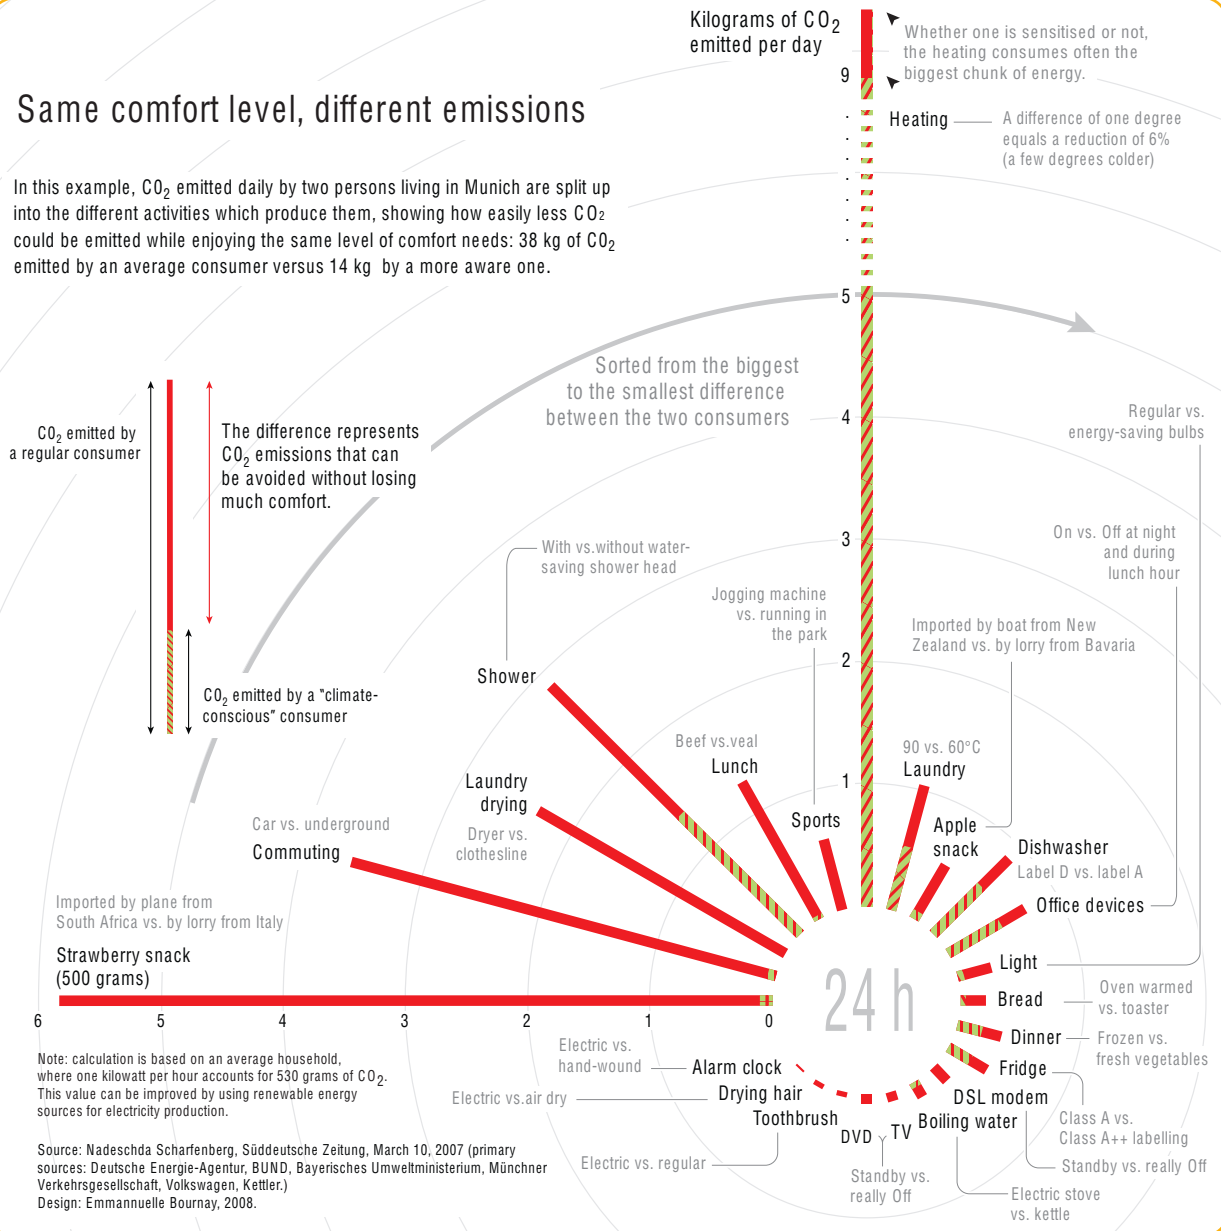 Kilograms of CO2
emitted per day
Whether one is sensitised or not,
the heating consumes often the
biggest chunk of energy.
9
Heating
A difference of one degree
equals a reduction of 6%
(a few degrees colder)
Same comfort level, different emissions
In this example, CO2 emitted daily by two persons living in Munich are split up
into the different activities which produce them, showing how easily less CO2
could be emitted while enjoying the same level of comfort needs: 38 kg of CO2
emitted by an average consumer versus 14 kg by a more aware one.
5
Sorted from the biggest
to the smallest difference
between the two consumers
4
3
2
1
CO2 emitted by
a regular consumer
The difference represents
CO2 emissions that can
be avoided without losing
much comfort.
CO2 emitted by a "climate-
conscious" consumer
Regular vs.
energy-saving bulbs
On vs. Off at night
and during
lunch hour
With vs.without water-
saving shower head
Shower
Jogging machine
vs. running in
the park
Sports
Imported by boat from New
Zealand vs. by lorry from Bavaria
Beef vs.veal
Lunch
90 vs. 60°C
Laundry
Laundry
drying
Dryer vs.
clothesline
Apple
snack
Dishwasher
Label D vs. label A
Car vs. underground
Commuting
Office devices
Imported by plane from
South Africa vs. by lorry from Italy
Strawberry snack
(500 grams)
24 h
Light
Bread
Oven warmed
vs. toaster
6
5
4
3
2
1
0
Dinner
Frozen vs.
fresh vegetables
Fridge
Class A vs.
Class A++ labelling
DSL modem
Standby vs. really Off
Boiling water
Electric stove
vs. kettle
TV
DVD
Standby vs.
really Off
Electric vs.
hand-wound
Alarm clock
Electric vs.air dry
Drying hair
Toothbrush
Electric vs. regular
Note: calculation is based on an average household,
where one kilowatt per hour accounts for 530 grams of CO2.
This value can be improved by using renewable energy
sources for electricity production.
Source: Nadeschda Scharfenberg, Süddeutsche Zeitung, March 10, 2007 (primary
sources: Deutsche Energie-Agentur, BUND, Bayerisches Umweltministerium, Münchner
Verkehrsgesellschaft, Volkswagen, Kettler.)
Design: Emmannuelle Bournay, 2008.